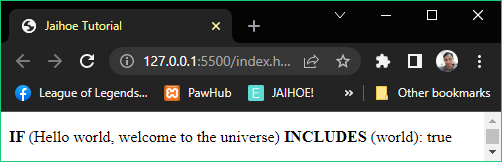 Jaihoe Tutorial
127.0.0.1:5500/index.h...
League of Legends...
PawHub
JAIHOE!
»
Other bookmarks
IF (Hello world, welcome to the universe) INCLUDES (world): true